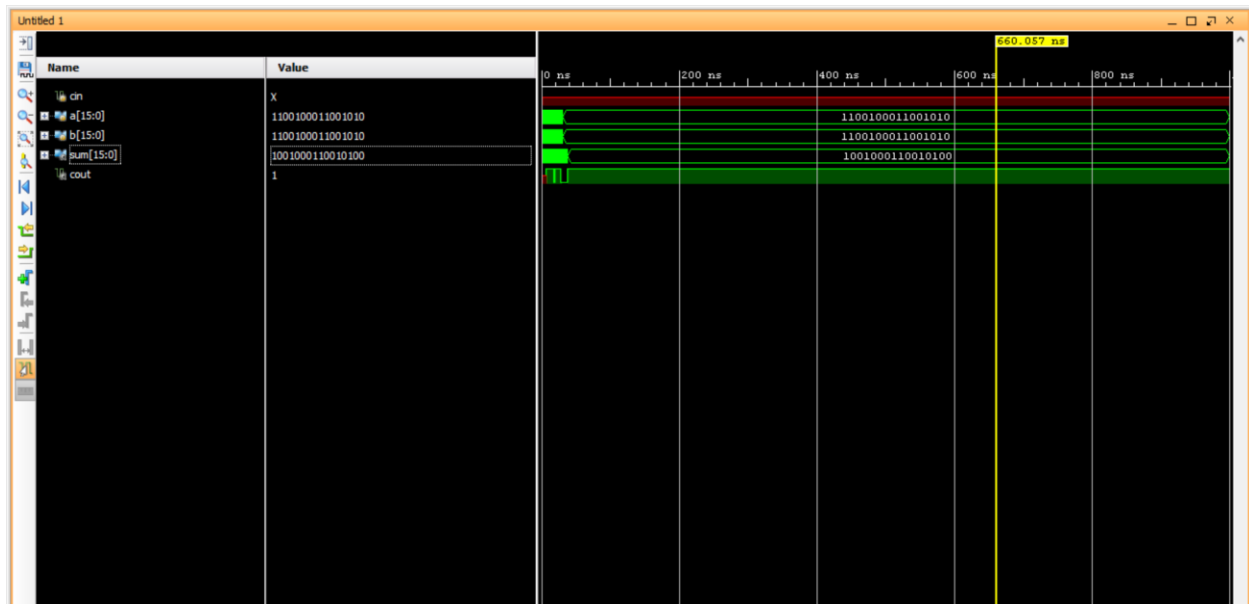 Untitled 1
660.057 ns
Name Value
0 ns 200 ns 400 ns 600 ns 800 ns
cin X
a[15:0] 1100100011001010 1100100011001010
b[15:0] 1100100011001010 1100100011001010
sum[15:0] 1001000110010100 1001000110010100
cout 1